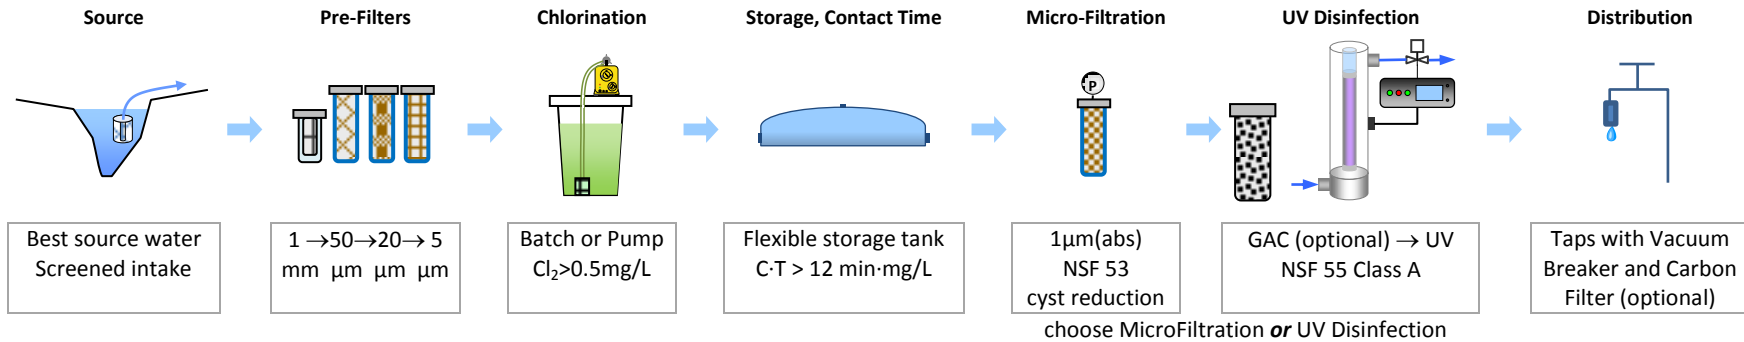 Source
Pre-Filters
Chlorination
Storage, Contact Time
Micro-Filtration
UV Disinfection
Distribution
P
Best source water
Screened intake
1 →50→20→ 5
mm µm µm µm
Batch or Pump
Cl₂>0.5mg/L
Flexible storage tank
C·T > 12 min·mg/L
1µm(abs)
NSF 53
cyst reduction
GAC (optional) → UV
NSF 55 Class A
Taps with Vacuum
Breaker and Carbon
Filter (optional)
choose MicroFiltration or UV Disinfection